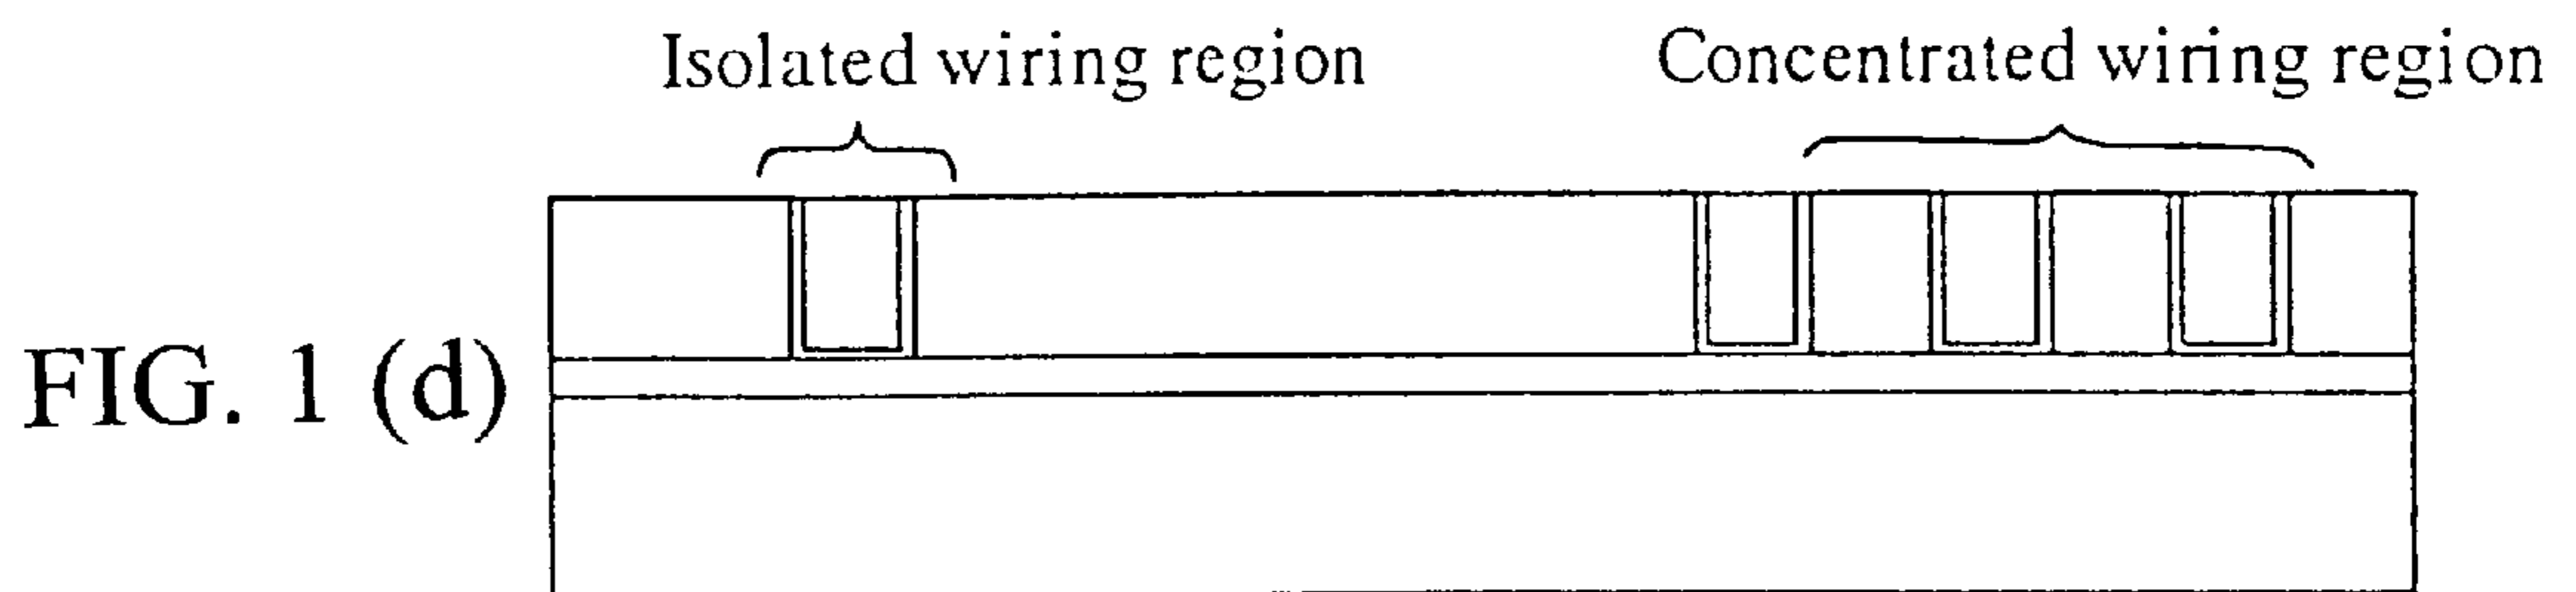 Isolated wiring region
Concentrated wiring region
FIG. 1 (d)